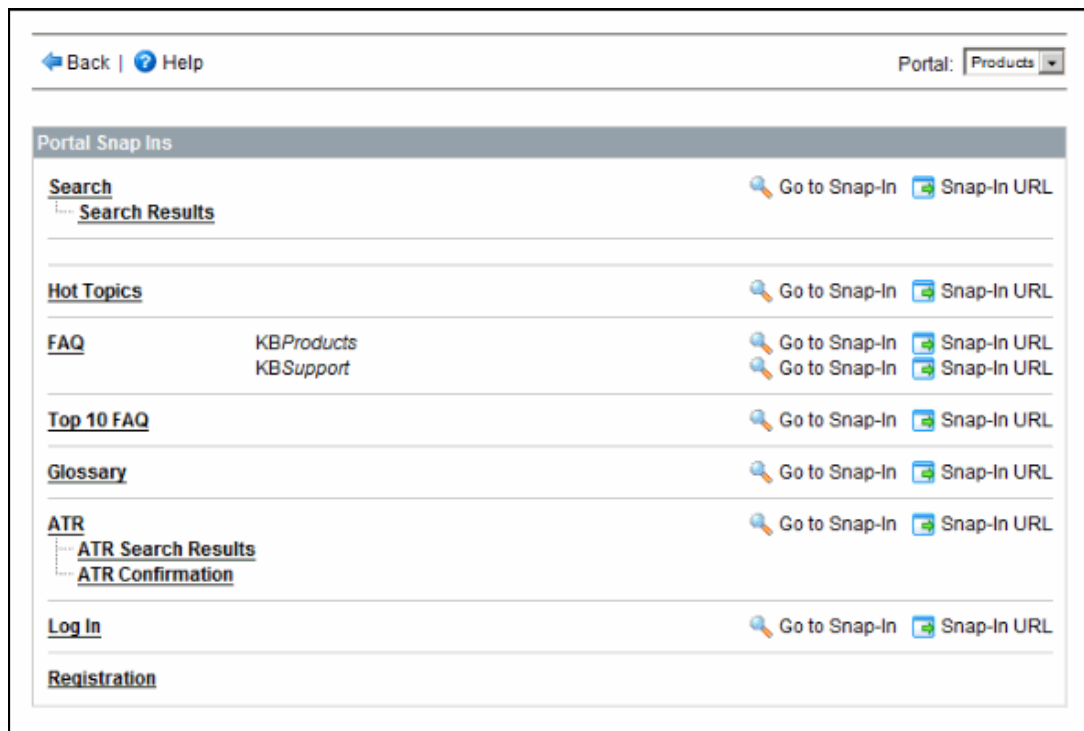 Back | Help Portal: Products
Portal Snap Ins
Search Go to Snap-In Snap-In URL
Search Results
Hot Topics Go to Snap-In Snap-In URL
FAQ KBProducts Go to Snap-In Snap-In URL
KBSupport Go to Snap-In Snap-In URL
Top 10 FAQ Go to Snap-In Snap-In URL
Glossary Go to Snap-In Snap-In URL
ATR Go to Snap-In Snap-In URL
ATR Search Results
ATR Confirmation
Log In Go to Snap-In Snap-In URL
Registration